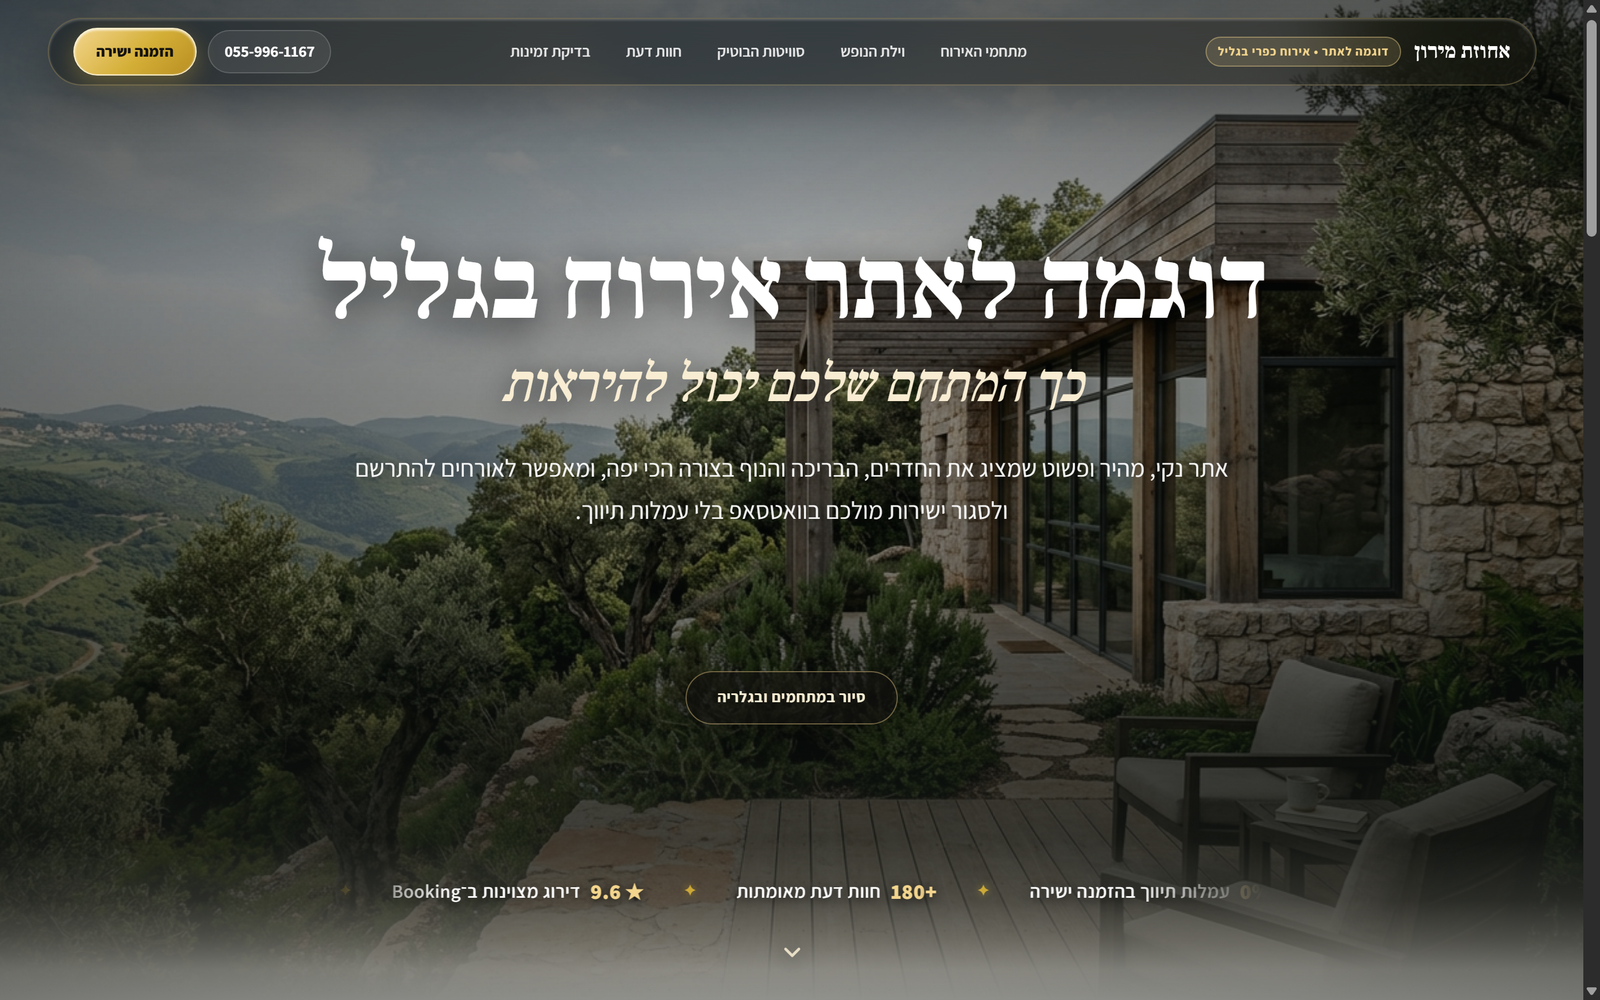 אחוזת מירון
דוגמה לאתר • אירוח כפרי בגליל
מתחמי האירוח
וילת הנופש
סוויטות הבוטיק
חוות דעת
בדיקת זמינות
055-996-1167
הזמנה ישירה
דוגמה לאתר אירוח בגליל
כך המתחם שלכם יכול להיראות
אתר נקי, מהיר ופשוט שמציג את החדרים, הבריכה והנוף בצורה הכי יפה, ומאפשר לאורחים להתרשם
ולסגור ישירות מולכם בוואטסאפ בלי עמלות תיווך.
סיור במתחמים ובגלריה
0% עמלות תיווך בהזמנה ישירה
180+ חוות דעת מאומתות
★ 9.6 דירוג מצוינות ב־Booking